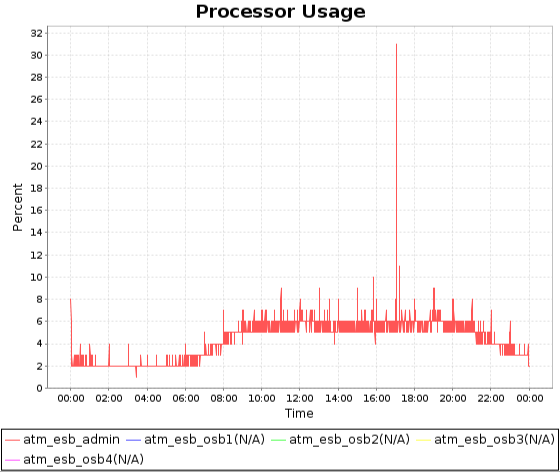 Processor Usage
32
30
28
26
24
22
20
18
16
14
12
10
8
6
4
2
0
Percent
00:00 02:00 04:00 06:00 08:00 10:00 12:00 14:00 16:00 18:00 20:00 22:00 00:00
Time
atm_esb_admin atm_esb_osb1(N/A) atm_esb_osb2(N/A) atm_esb_osb3(N/A)
atm_esb_osb4(N/A)